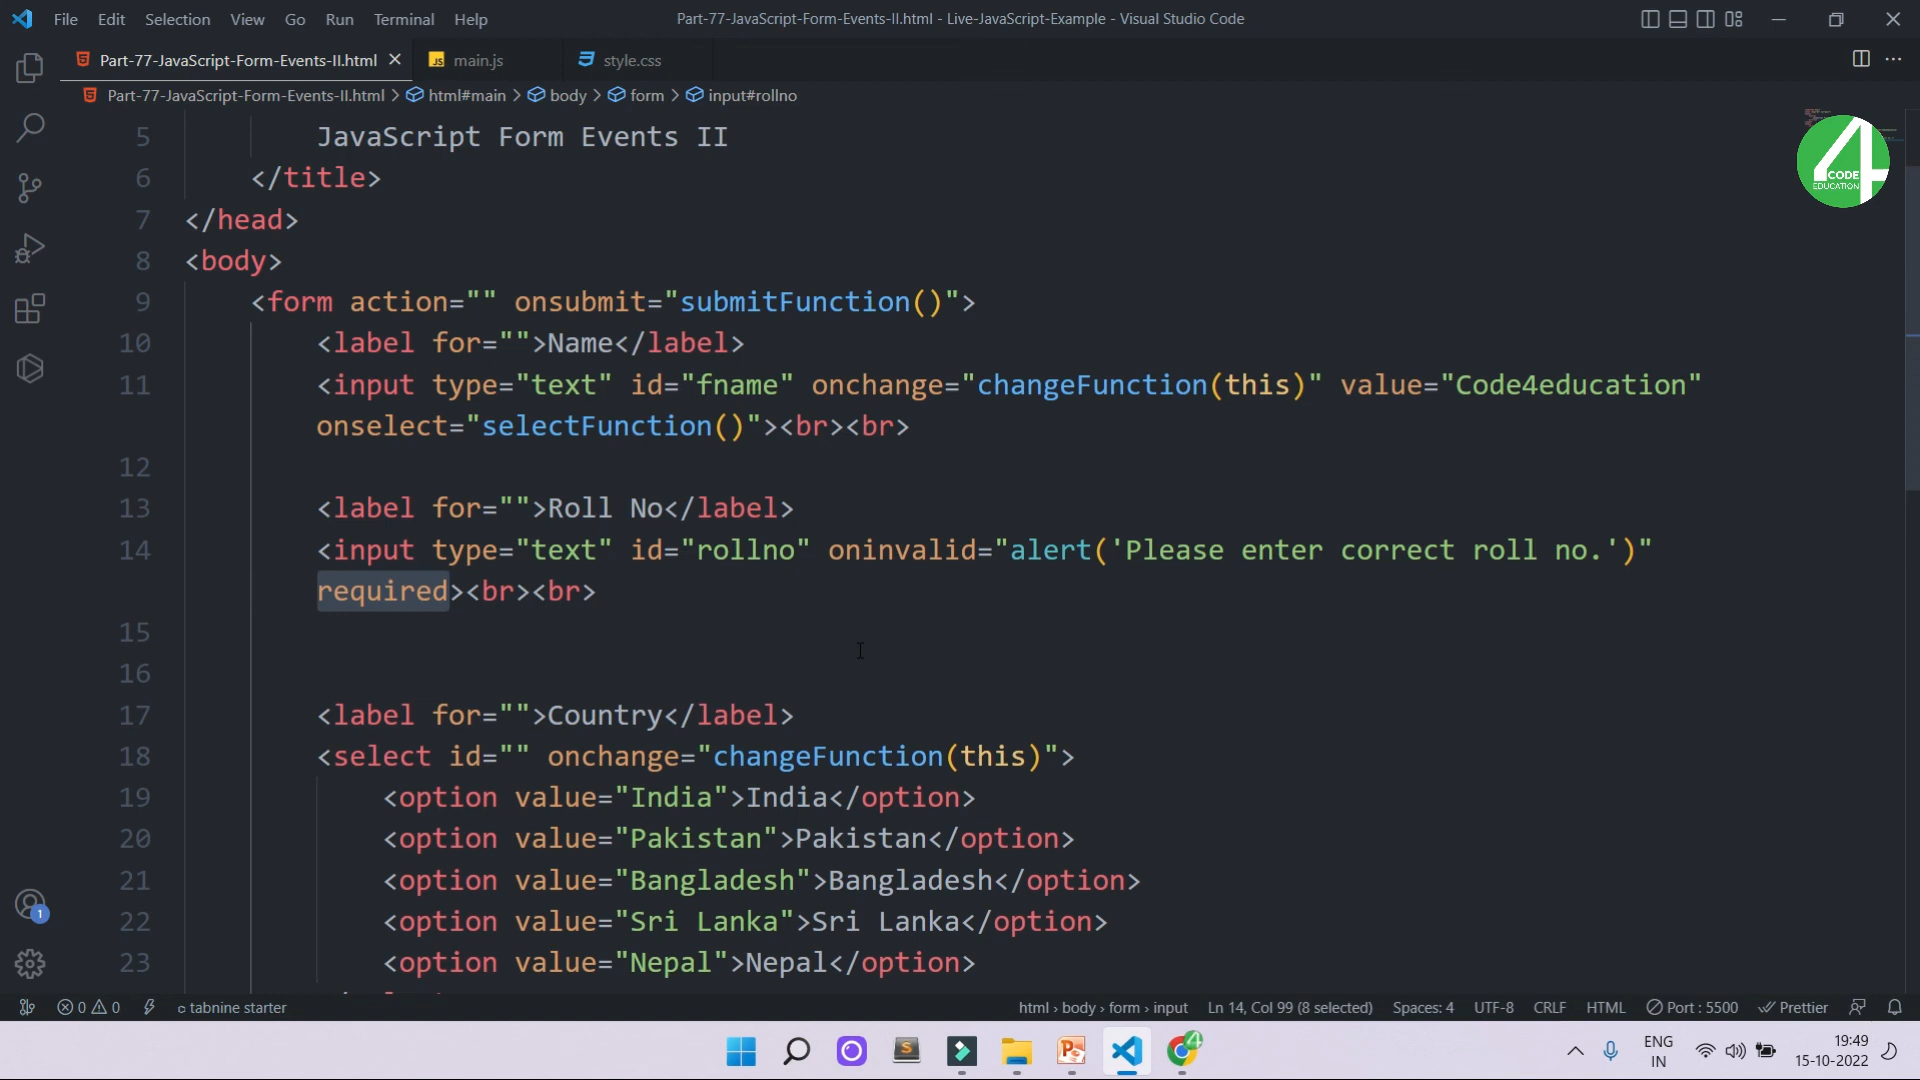 File Edit Selection View Go Run Terminal Help
Part-77-JavaScript-Form-Events-II.html - Live-JavaScript-Example - Visual Studio Code
Part-77-JavaScript-Form-Events-II.html
JS main.js
style.css
Part-77-JavaScript-Form-Events-II.html > html#main > body > form > input#rollno
5 JavaScript Form Events II
6 </title>
7 </head>
8 <body>
9 <form action="" onsubmit="submitFunction()">
10 <label for="">Name</label>
11 <input type="text" id="fname" onchange="changeFunction(this)" value="Code4education"
onselect="selectFunction()"><br><br>
12
13 <label for="">Roll No</label>
14 <input type="text" id="rollno" oninvalid="alert('Please enter correct roll no.')"
required><br><br>
15
16
17 <label for="">Country</label>
18 <select id="" onchange="changeFunction(this)">
19 <option value="India">India</option>
20 <option value="Pakistan">Pakistan</option>
21 <option value="Bangladesh">Bangladesh</option>
22 <option value="Sri Lanka">Sri Lanka</option>
23 <option value="Nepal">Nepal</option>
4
CODE
EDUCATION
1
0 0 tabnine starter
html > body > form > input Ln 14, Col 99 (8 selected) Spaces: 4 UTF-8 CRLF HTML Port : 5500 Prettier
ENG
IN
19:49
15-10-2022